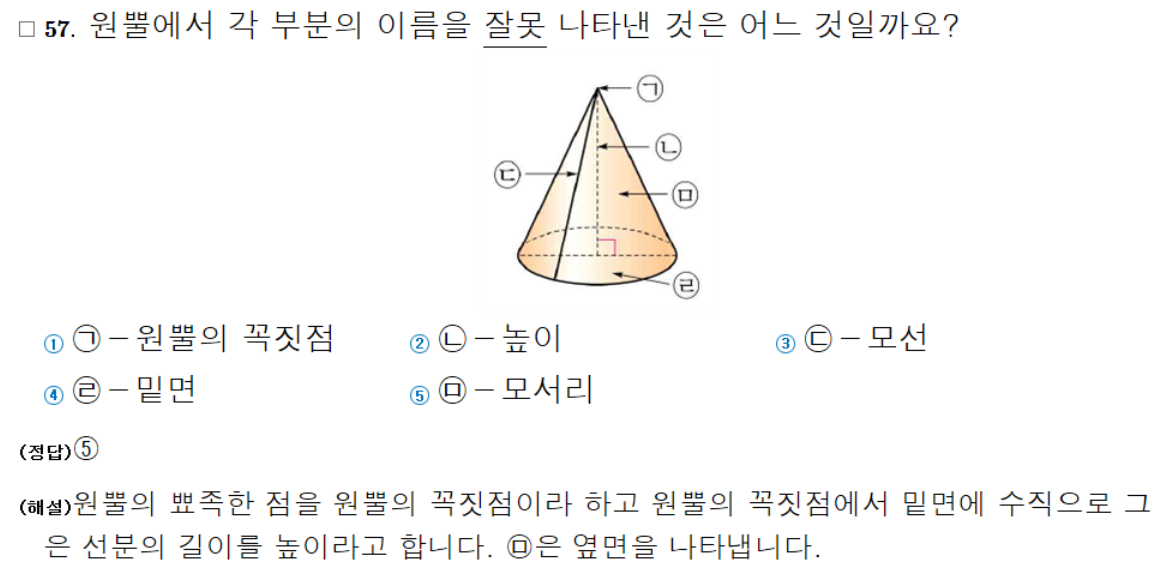 □ 57. 원뿔에서 각 부분의 이름을 잘못 나타낸 것은 어느 것일까요?
㉠
㉡
㉢
㉤
㉣
① ㉠ – 원뿔의 꼭짓점 ② ㉡ – 높이 ③ ㉢ – 모선
④ ㉣ – 밑면 ⑤ ㉤ – 모서리
(정답)⑤
(해설)원뿔의 뾰족한 점을 원뿔의 꼭짓점이라 하고 원뿔의 꼭짓점에서 밑면에 수직으로 그
은 선분의 길이를 높이라고 합니다. ㉤은 옆면을 나타냅니다.